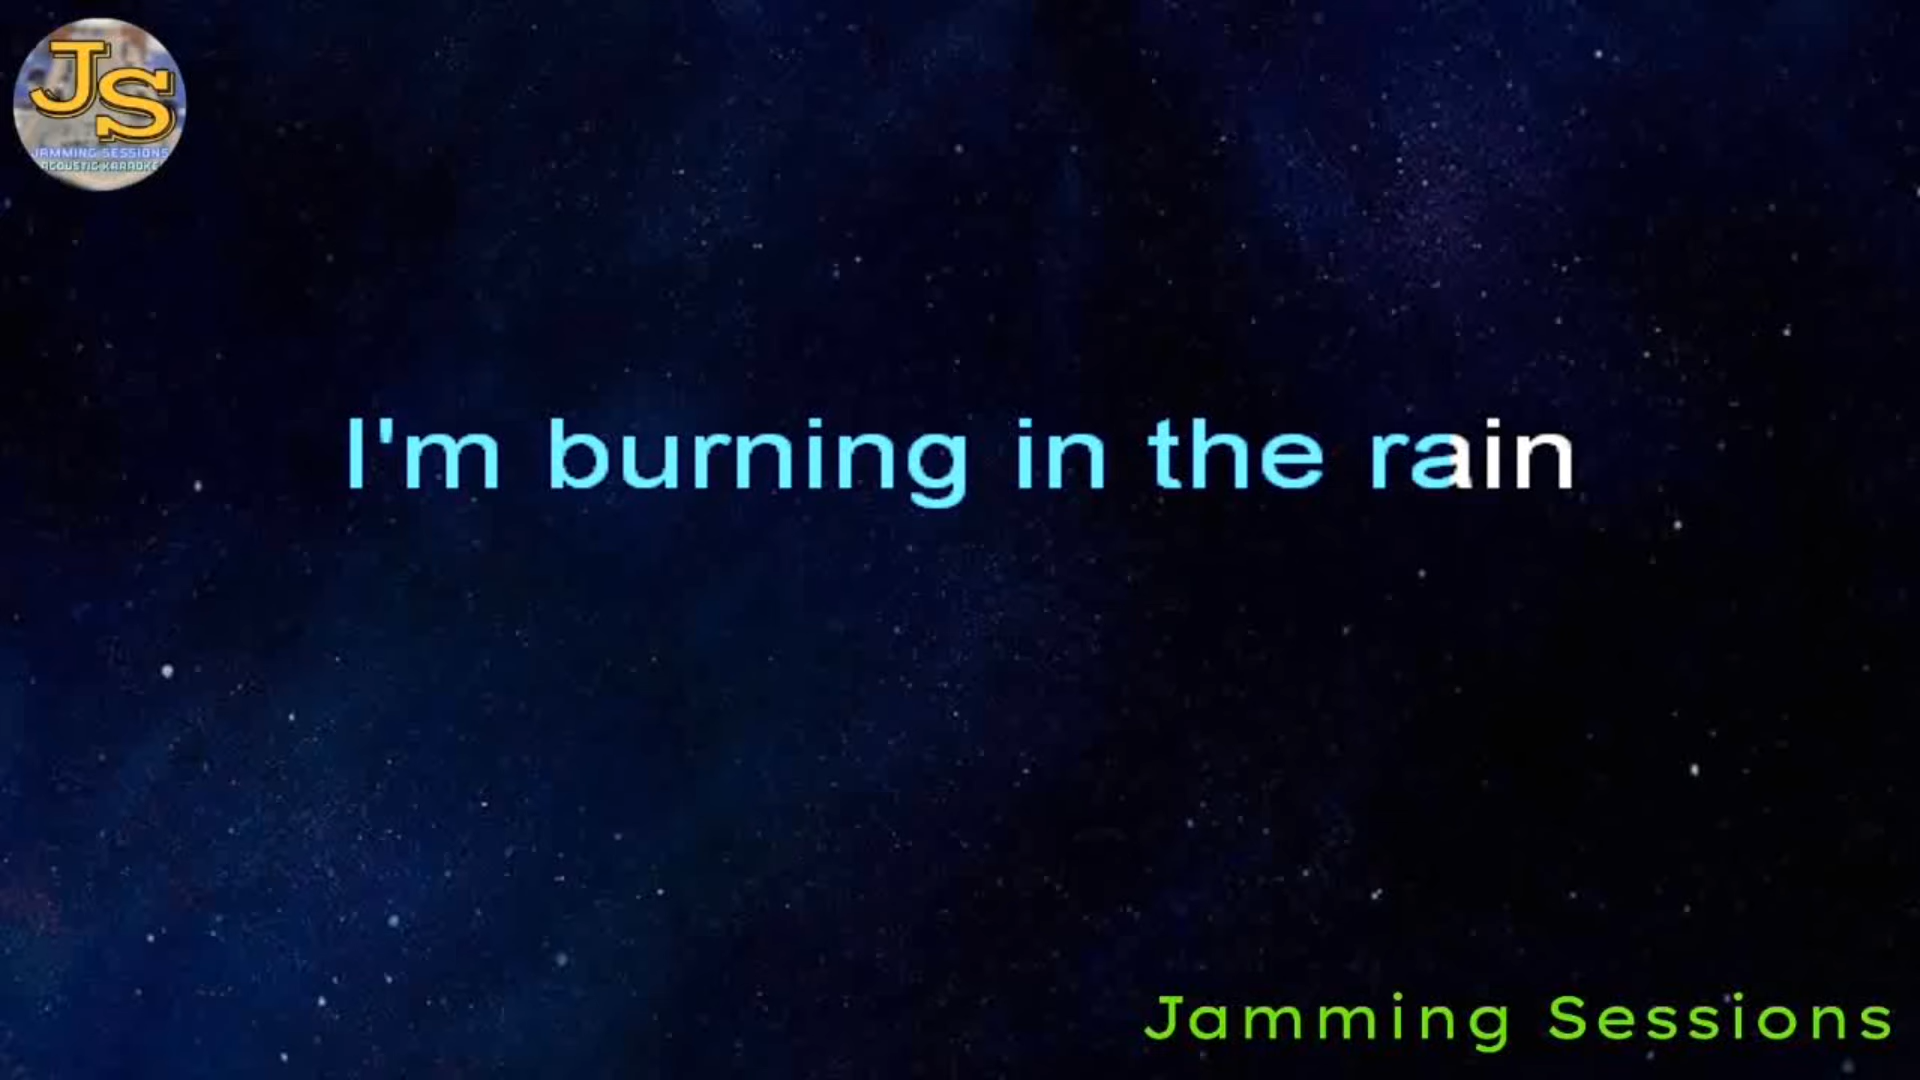 JS
JAMMING SESSIONS
ACOUSTIC KARAOKE
I'm burning in the rain
Jamming Sessions